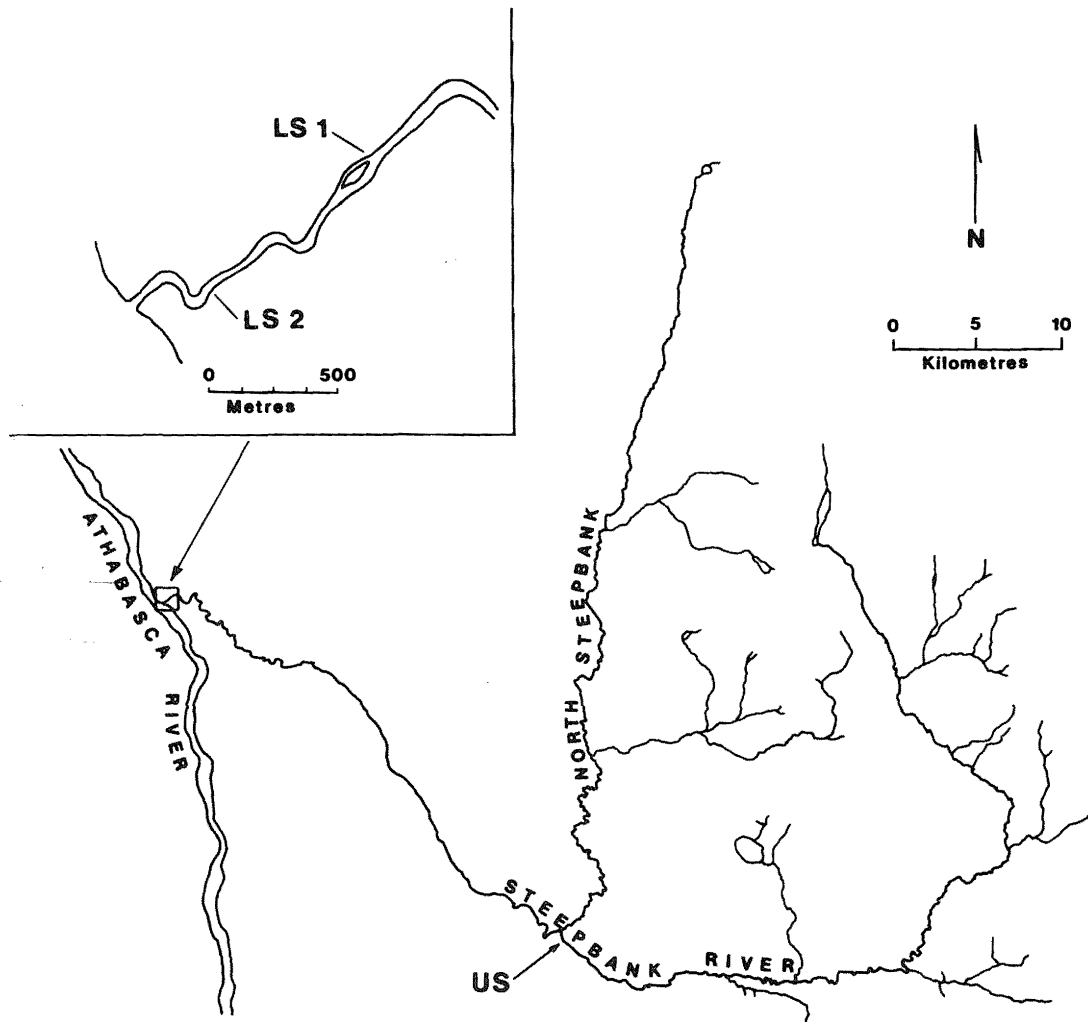 LS 1
LS 2
0 500
Metres
N
0 5 10
Kilometres
ATHABASCA RIVER
NORTH STEEPBANK
STEEPBANK RIVER
US